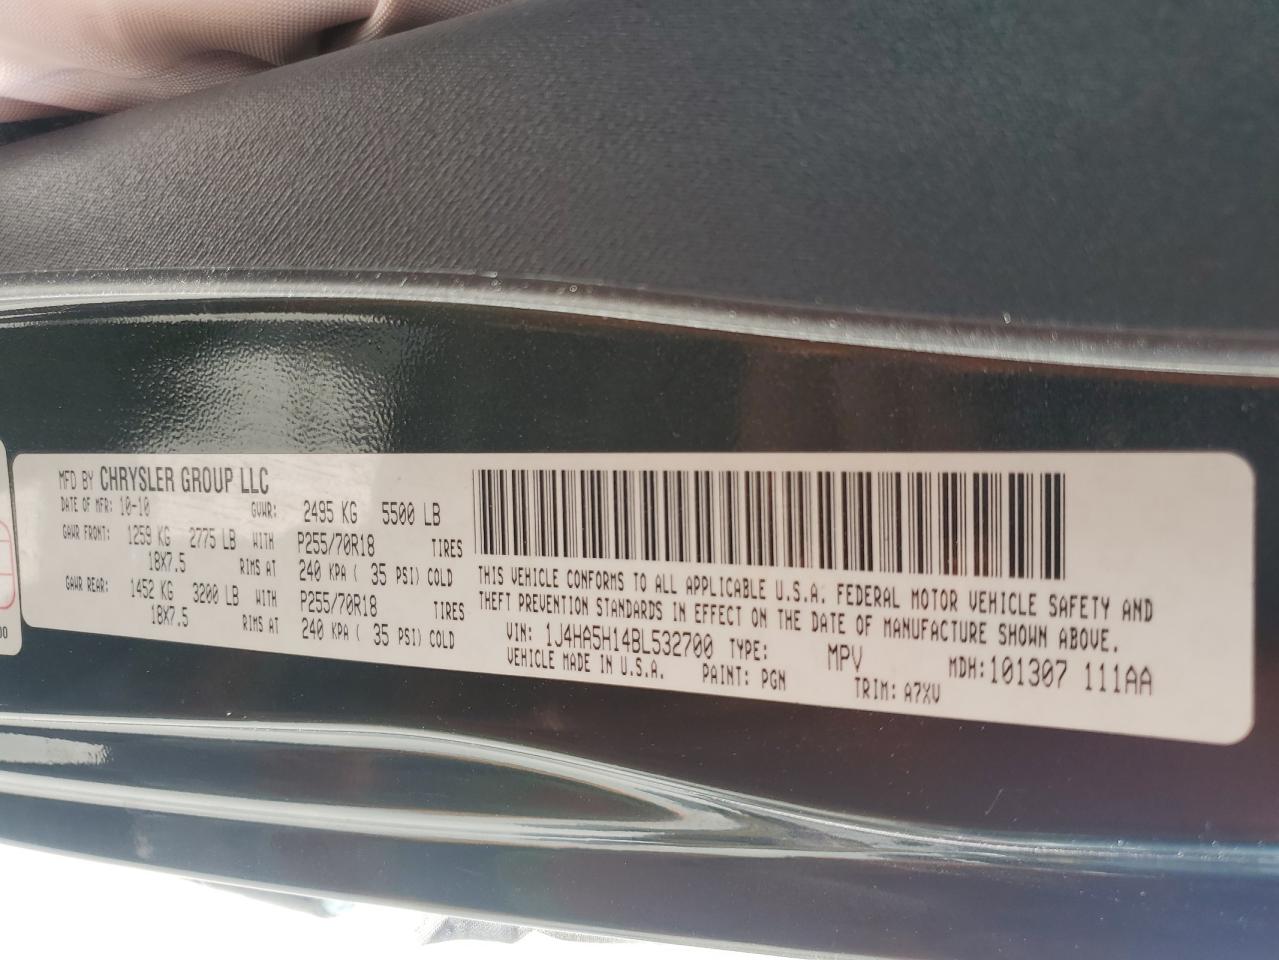 MFD BY CHRYSLER GROUP LLC
DATE OF MFR: 10-10 GVWR: 2495 KG 5500 LB
GAWR FRONT: 1259 KG 2775 LB WITH P255/70R18 TIRES
18X7.5 RIMS AT 240 KPA ( 35 PSI) COLD
GAWR REAR: 1452 KG 3200 LB WITH P255/70R18 TIRES
18X7.5 RIMS AT 240 KPA ( 35 PSI) COLD
THIS VEHICLE CONFORMS TO ALL APPLICABLE U.S.A. FEDERAL MOTOR VEHICLE SAFETY AND
THEFT PREVENTION STANDARDS IN EFFECT ON THE DATE OF MANUFACTURE SHOWN ABOVE.
VIN: 1J4HA5H14BL532700 TYPE: MPV MDH:101307 111AA
VEHICLE MADE IN U.S.A. PAINT: PGN TRIM: A7XV